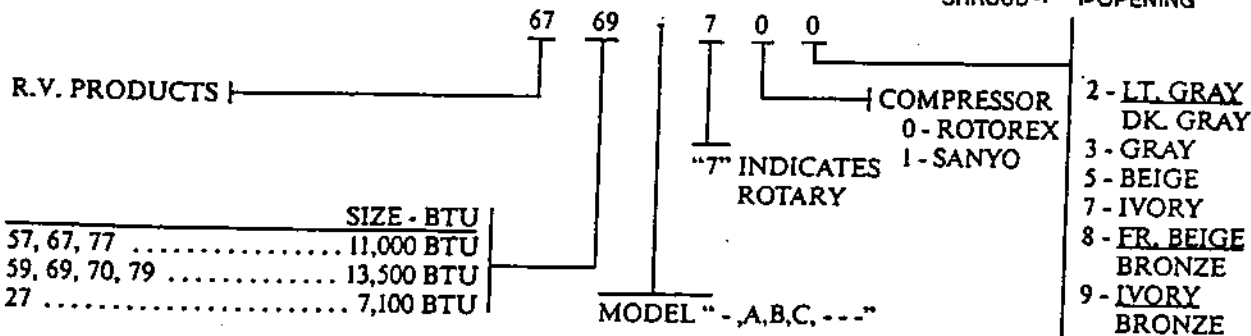 67 69 7 0 0
R.V. PRODUCTS
COMPRESSOR
0 - ROTOREX
1 - SANYO
"7" INDICATES
ROTARY
2 - LT. GRAY
DK. GRAY
3 - GRAY
5 - BEIGE
7 - IVORY
8 - FR. BEIGE
BRONZE
9 - IVORY
BRONZE
SIZE - BTU
57, 67, 77 .................. 11,000 BTU
59, 69, 70, 79 ............. 13,500 BTU
27 ........................ 7,100 BTU
MODEL " - ,A,B,C, - - -"